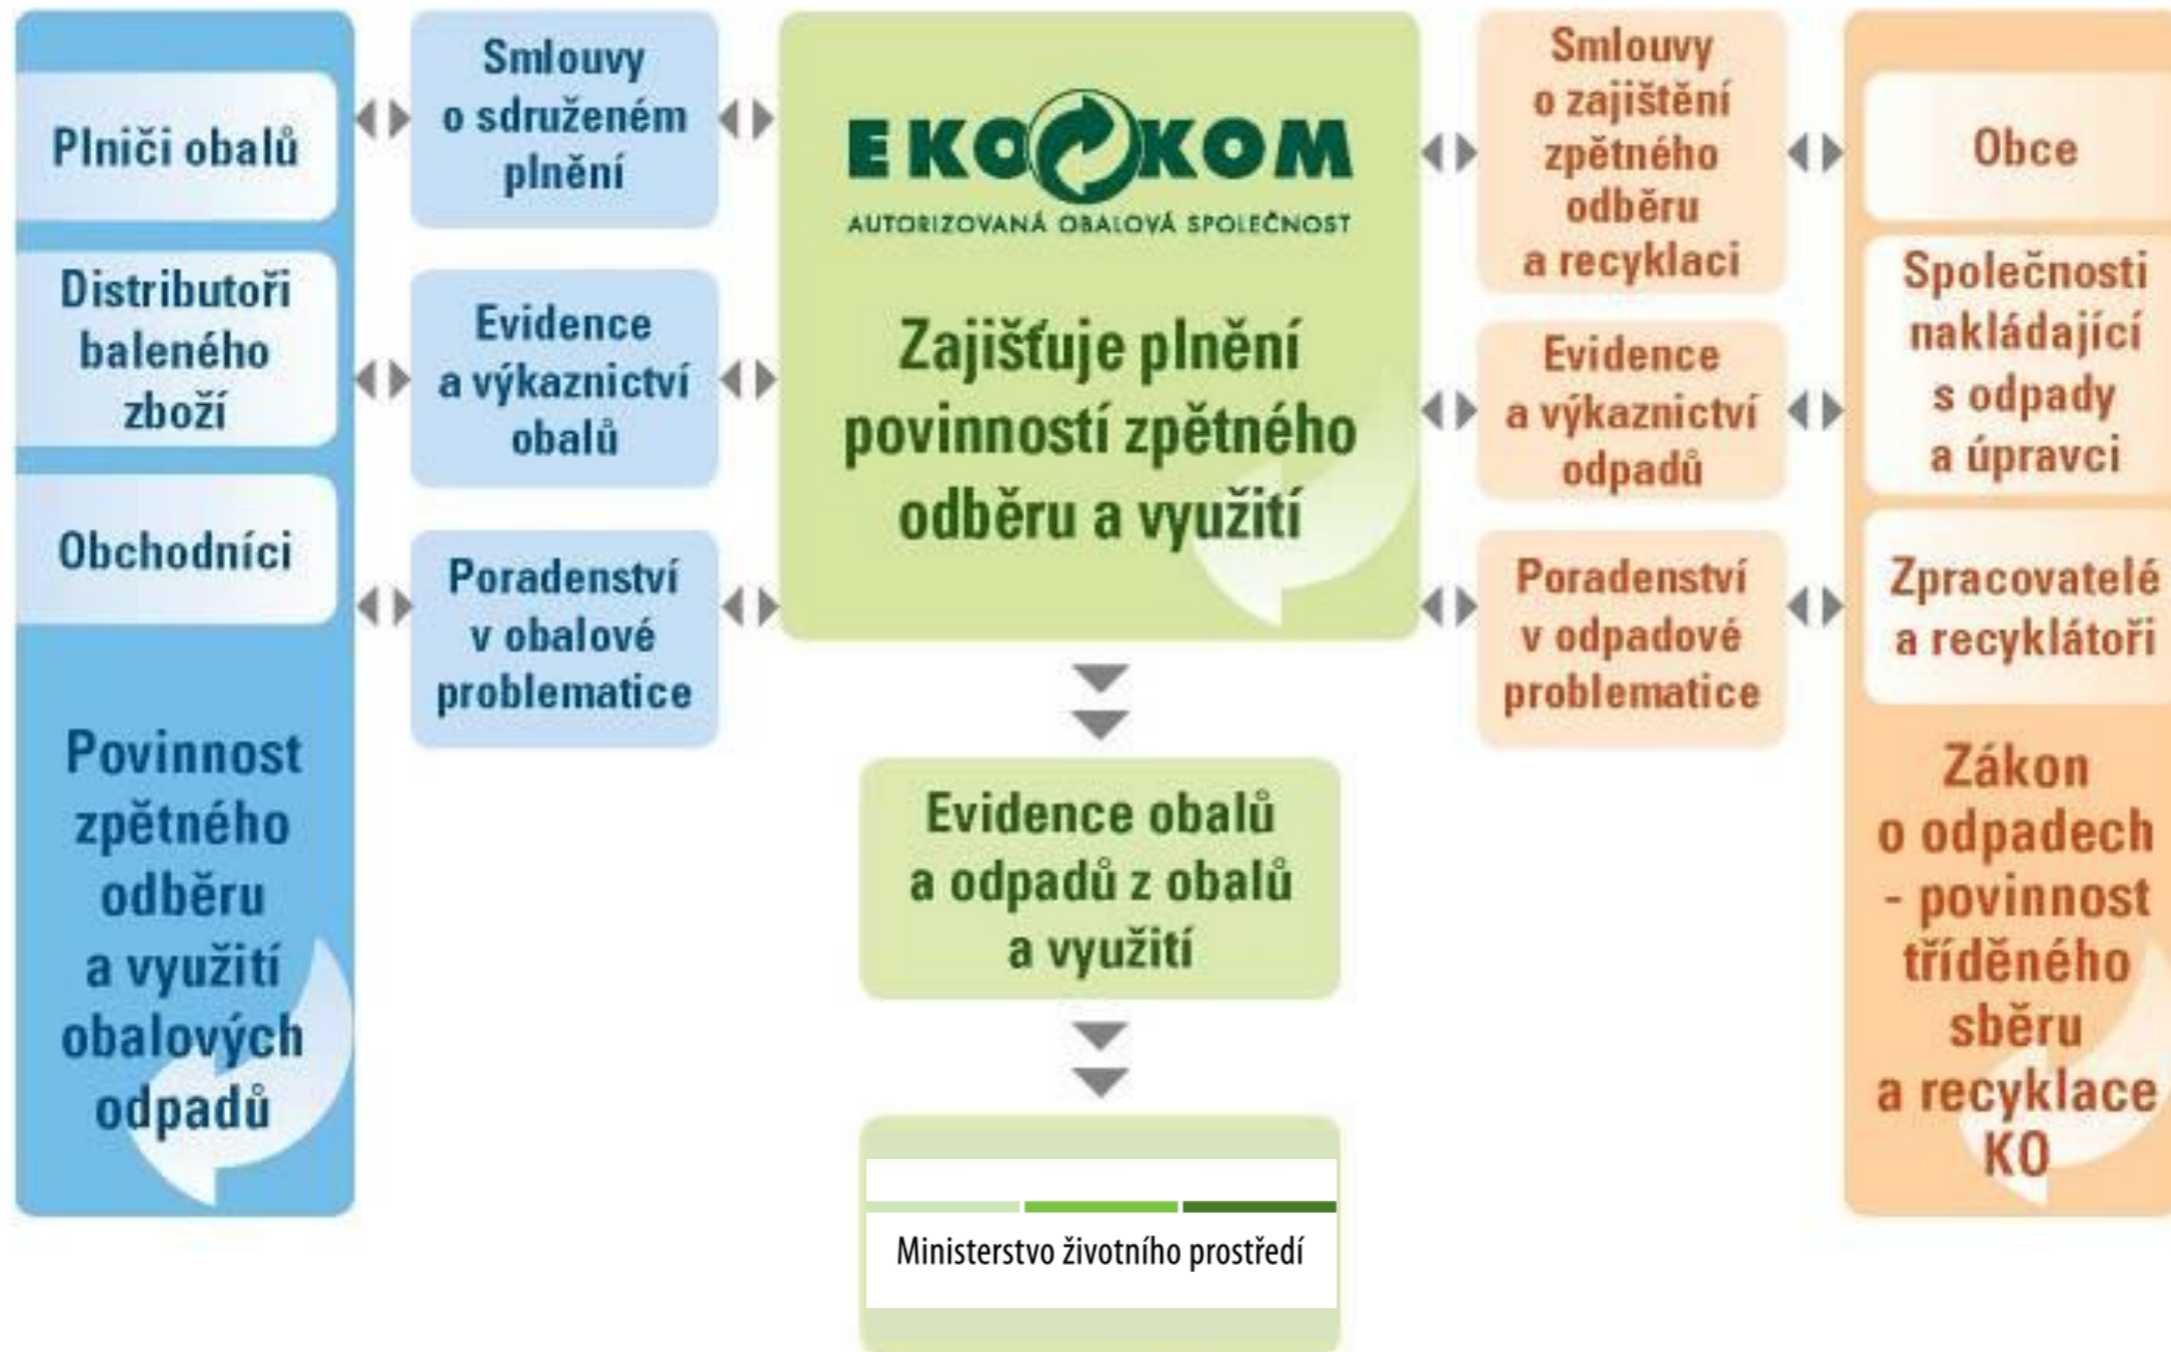 Plniči obalů
Distributoři
baleného
zboží
Obchodníci
Povinnost
zpětného
odběru
a využití
obalových
odpadů
Smlouvy
o sdruženém
plnění
Evidence
a výkaznictví
obalů
Poradenství
v obalové
problematice
EKO KOM
AUTORIZOVANÁ OBALOVÁ SPOLEČNOST
Zajišťuje plnění
povinností zpětného
odběru a využití
Evidence obalů
a odpadů z obalů
a využití
Ministerstvo životního prostředí
Smlouvy
o zajištění
zpětného
odběru
a recyklaci
Evidence
a výkaznictví
odpadů
Poradenství
v odpadové
problematice
Obce
Společnosti
nakládající
s odpady
a úpravci
Zpracovatelé
a recyklátoři
Zákon
o odpadech
- povinnost
tříděného
sběru
a recyklace
KO